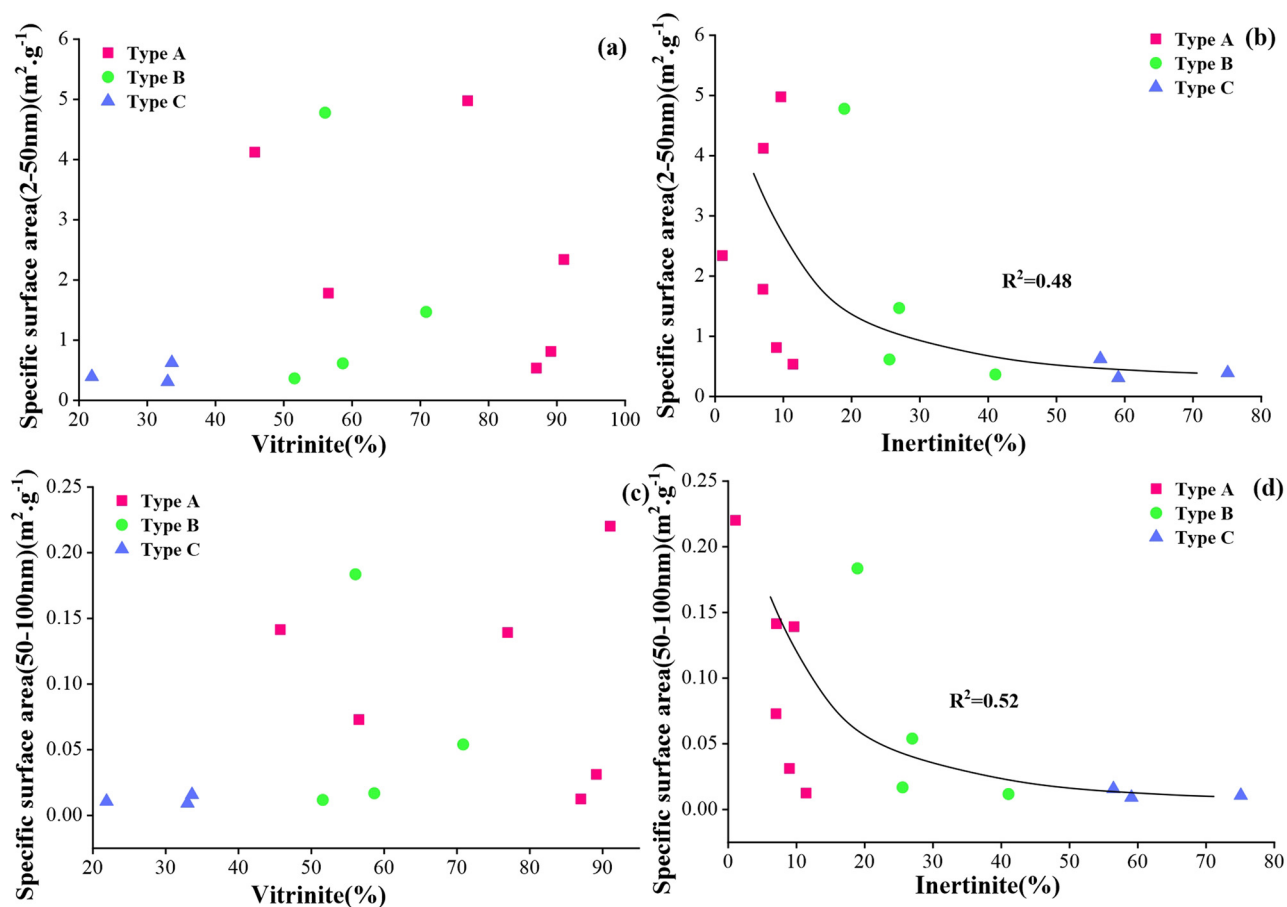 Specific surface area(2-50nm)(m².g⁻¹)
6
5
4
3
2
1
0
Type A
Type B
Type C
(a)
20 30 40 50 60 70 80 90 100
Vitrinite(%)
Specific surface area(2-50nm)(m².g⁻¹)
6
5
4
3
2
1
0
Type A
Type B
Type C
(b)
R²=0.48
0 10 20 30 40 50 60 70 80
Inertinite(%)
Specific surface area(50-100nm)(m².g⁻¹)
0.25
0.20
0.15
0.10
0.05
0.00
Type A
Type B
Type C
(c)
20 30 40 50 60 70 80 90
Vitrinite(%)
Specific surface area(50-100nm)(m².g⁻¹)
0.25
0.20
0.15
0.10
0.05
0.00
Type A
Type B
Type C
(d)
R²=0.52
0 10 20 30 40 50 60 70 80
Inertinite(%)